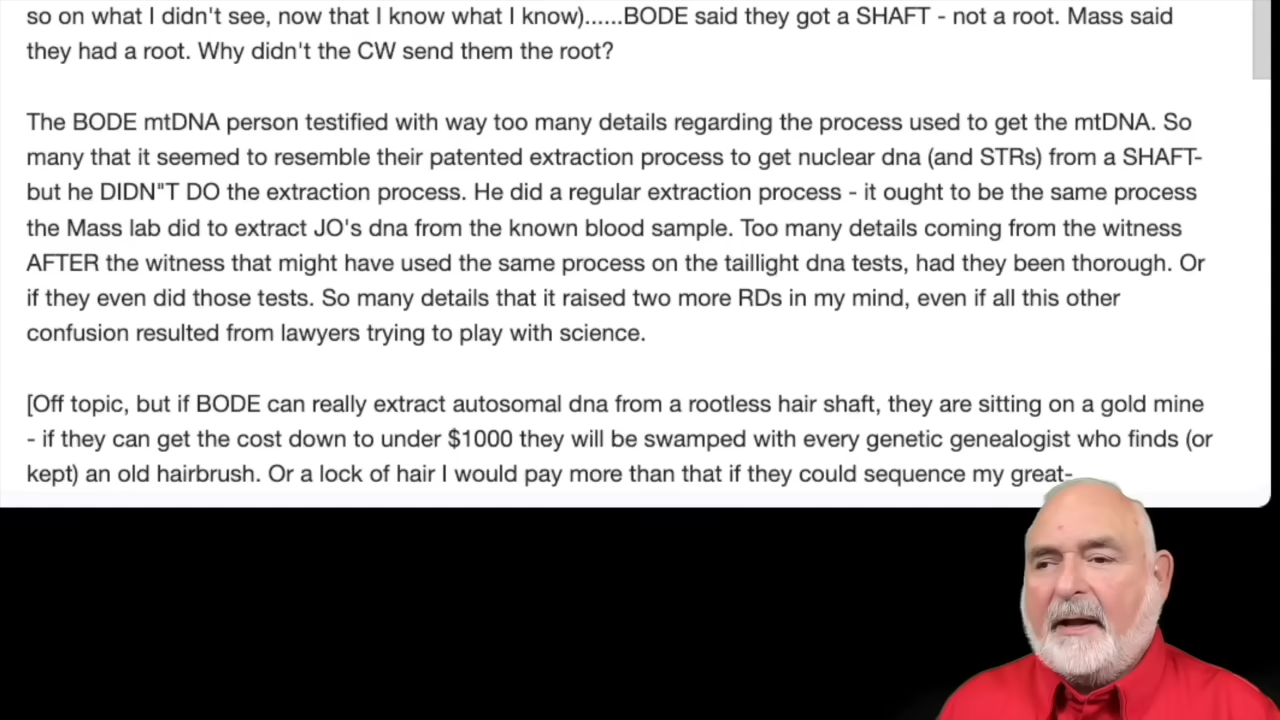 so on what I didn't see, now that I know what I know)......BODE said they got a SHAFT - not a root. Mass said
they had a root. Why didn't the CW send them the root?
The BODE mtDNA person testified with way too many details regarding the process used to get the mtDNA. So
many that it seemed to resemble their patented extraction process to get nuclear dna (and STRs) from a SHAFT-
but he DIDN"T DO the extraction process. He did a regular extraction process - it ought to be the same process
the Mass lab did to extract JO's dna from the known blood sample. Too many details coming from the witness
AFTER the witness that might have used the same process on the taillight dna tests, had they been thorough. Or
if they even did those tests. So many details that it raised two more RDs in my mind, even if all this other
confusion resulted from lawyers trying to play with science.
[Off topic, but if BODE can really extract autosomal dna from a rootless hair shaft, they are sitting on a gold mine
- if they can get the cost down to under $1000 they will be swamped with every genetic genealogist who finds (or
kept) an old hairbrush. Or a lock of hair I would pay more than that if they could sequence my great-